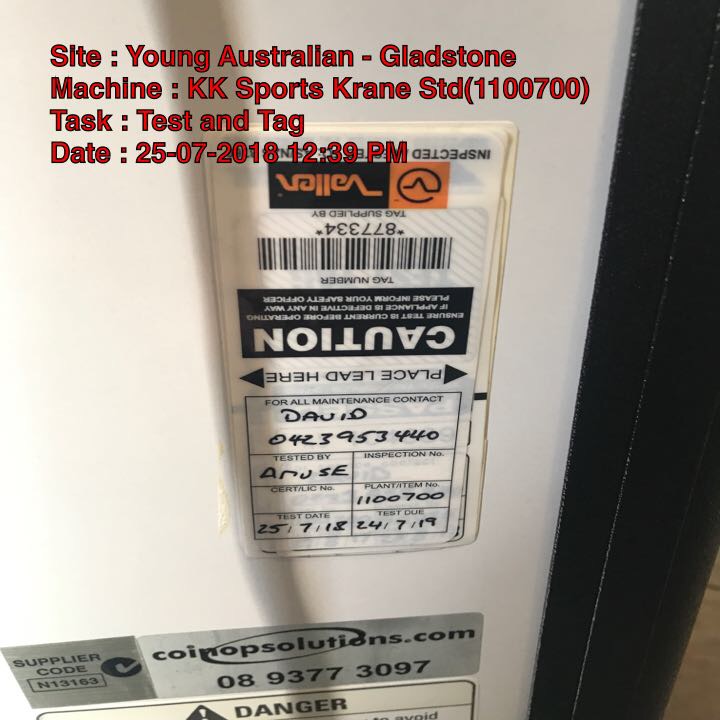 Site : Young Australian - Gladstone
Machine : KK Sports Krane Std(1100700)
Task : Test and Tag
Date : 25-07-2018 12:39 PM
INSPECTED
Vallen
TAG SUPPLIED BY
*877334*
TAG NUMBER
PLEASE INFORM YOUR SAFETY OFFICER
IF APPLIANCE IS DEFECTIVE IN ANY WAY
ENSURE TEST IS CURRENT BEFORE OPERATING
CAUTION
PLACE LEAD HERE
FOR ALL MAINTENANCE CONTACT
DAVID
0423953440
TESTED BY INSPECTION No.
AMUSE
CERT/LIC No. PLANT/ITEM No.
1100700
TEST DATE TEST DUE
25/7/18 24/7/19
SUPPLIER CODE
N13163
coinopsolutions.com
08 9377 3097
DANGER
to avoid